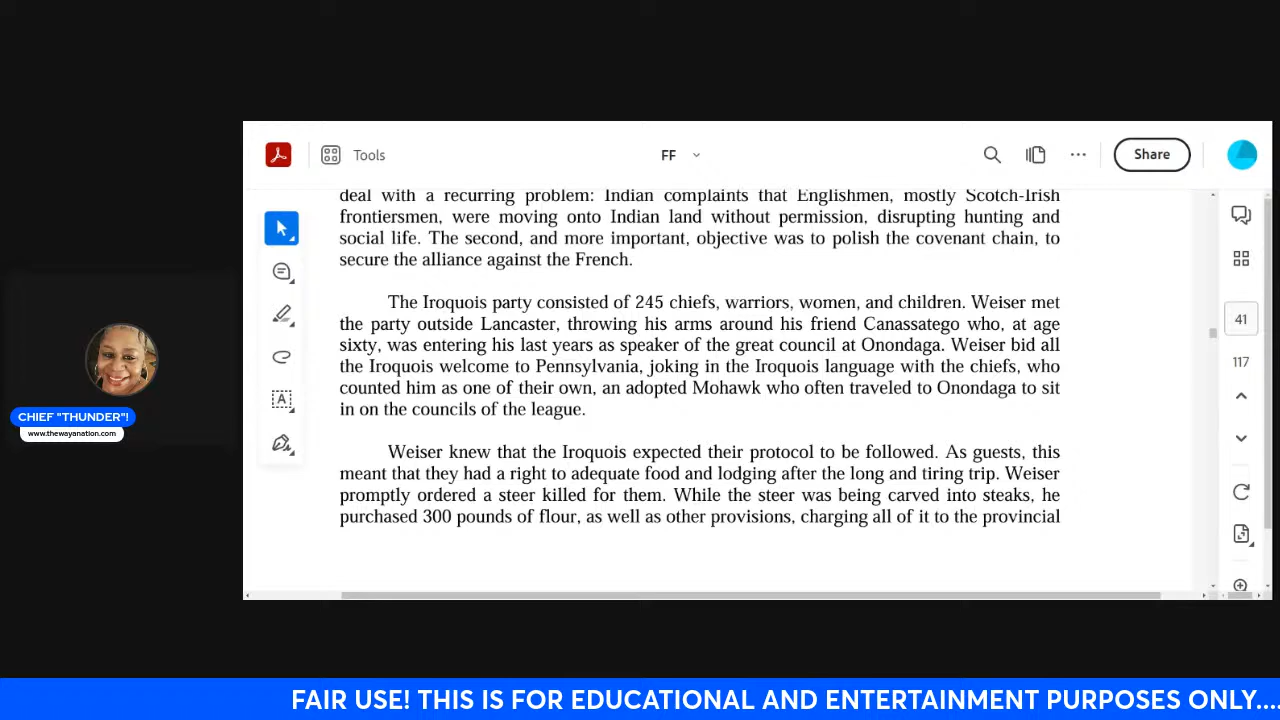 Tools
FF
Share
deal with a recurring problem: Indian complaints that Englishmen, mostly Scotch-Irish
frontiersmen, were moving onto Indian land without permission, disrupting hunting and
social life. The second, and more important, objective was to polish the covenant chain, to
secure the alliance against the French.
The Iroquois party consisted of 245 chiefs, warriors, women, and children. Weiser met
the party outside Lancaster, throwing his arms around his friend Canassatego who, at age
sixty, was entering his last years as speaker of the great council at Onondaga. Weiser bid all
the Iroquois welcome to Pennsylvania, joking in the Iroquois language with the chiefs, who
counted him as one of their own, an adopted Mohawk who often traveled to Onondaga to sit
in on the councils of the league.
Weiser knew that the Iroquois expected their protocol to be followed. As guests, this
meant that they had a right to adequate food and lodging after the long and tiring trip. Weiser
promptly ordered a steer killed for them. While the steer was being carved into steaks, he
purchased 300 pounds of flour, as well as other provisions, charging all of it to the provincial
41
117
CHIEF "THUNDER"!
www.thewayanation.com
FAIR USE! THIS IS FOR EDUCATIONAL AND ENTERTAINMENT PURPOSES ONLY....